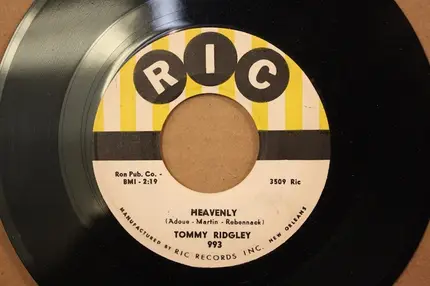 RIC
Ron Pub. Co. -
BMI - 2:19
3509 Ric
HEAVENLY
(Adoue - Martin - Rebennack)
TOMMY RIDGLEY
993
MANUFACTURED BY RIC RECORDS INC. NEW ORLEANS